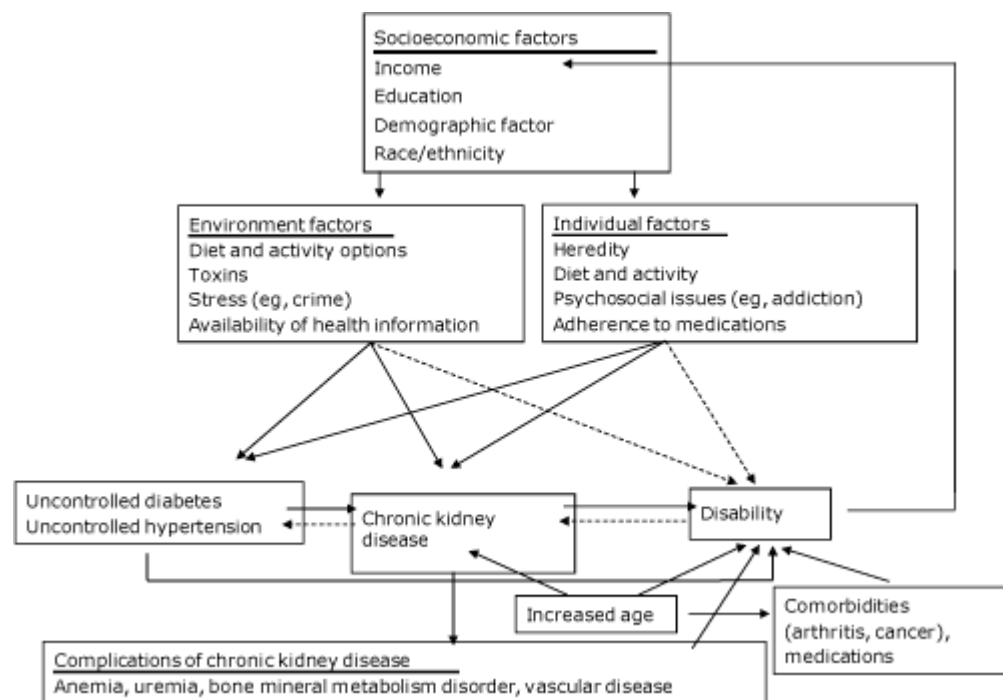 Socioeconomic factors
Income
Education
Demographic factor
Race/ethnicity
Environment factors
Diet and activity options
Toxins
Stress (eg, crime)
Availability of health information
Individual factors
Heredity
Diet and activity
Psychosocial issues (eg, addiction)
Adherence to medications
Uncontrolled diabetes
Uncontrolled hypertension
Chronic kidney
disease
Disability
Increased age
Comorbidities
(arthritis, cancer),
medications
Complications of chronic kidney disease
Anemia, uremia, bone mineral metabolism disorder, vascular disease